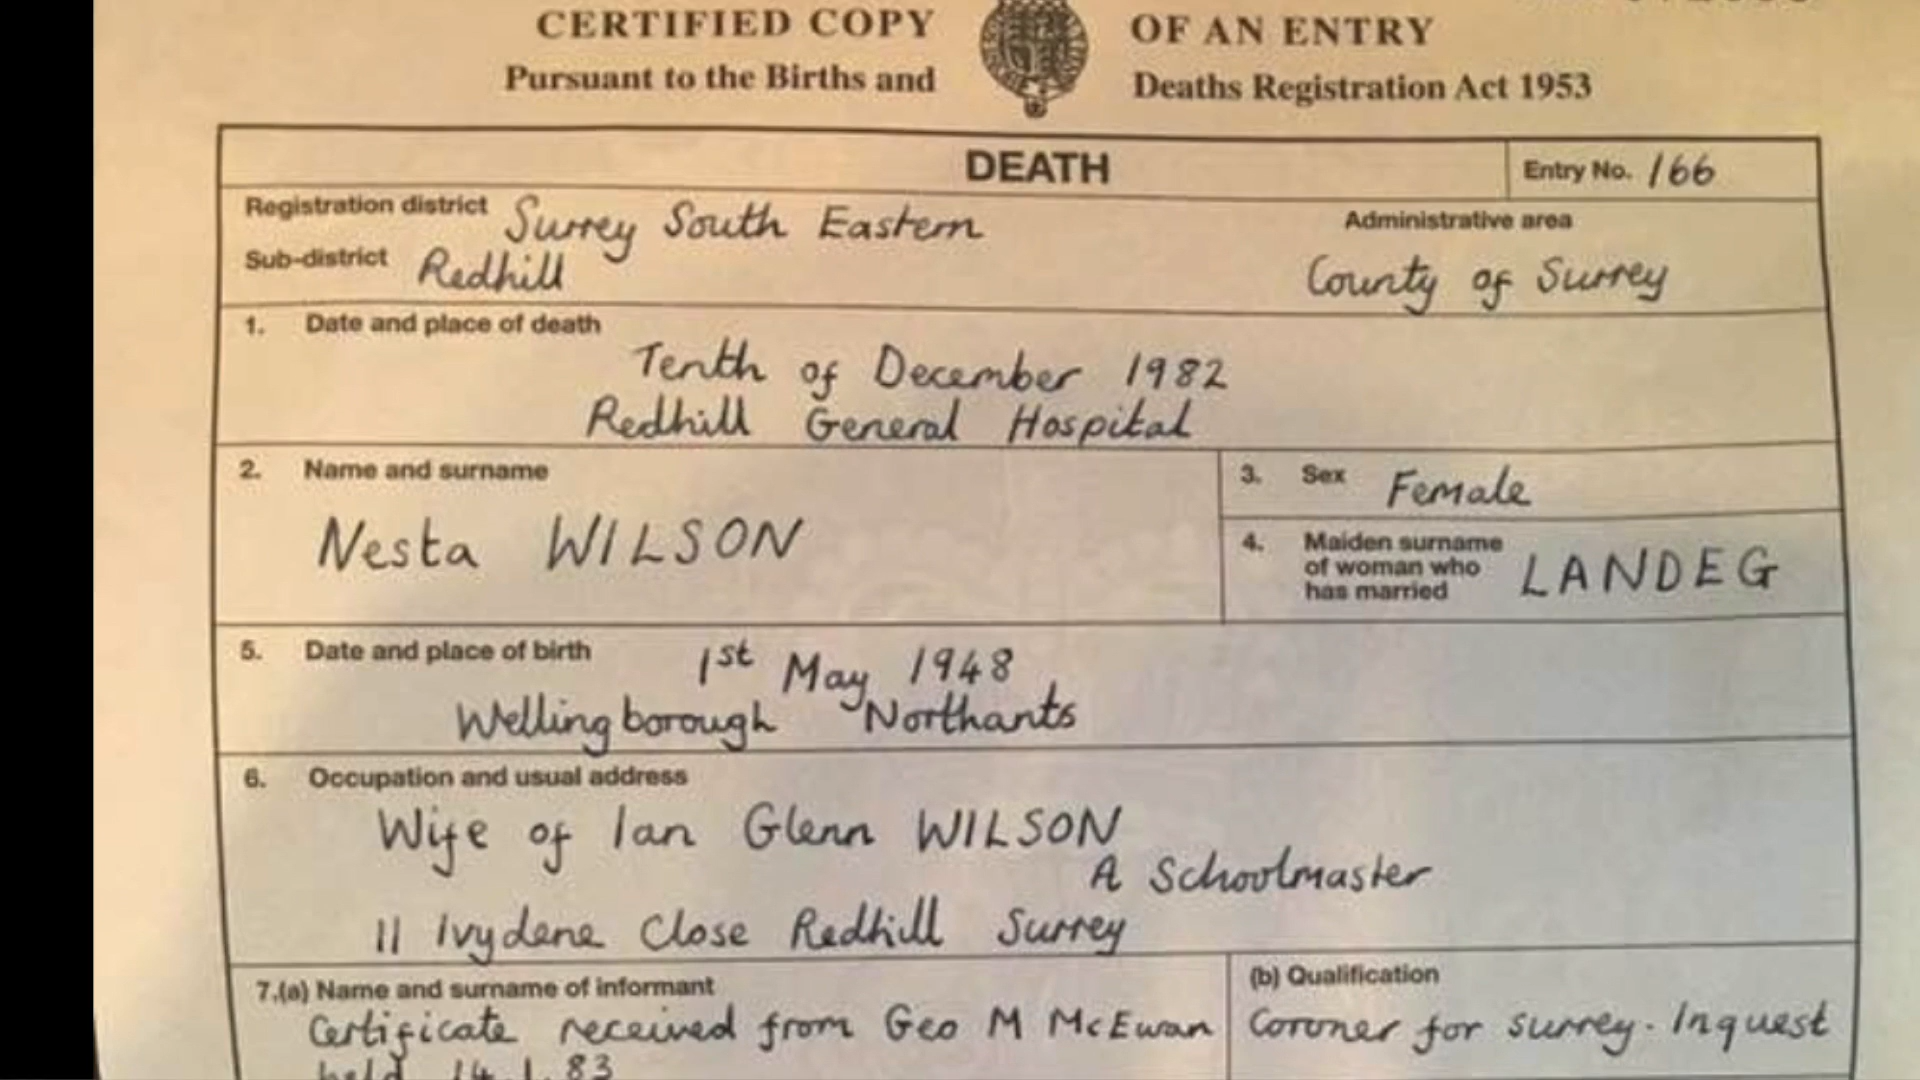 CERTIFIED COPY OF AN ENTRY
Pursuant to the Births and Deaths Registration Act 1953
DEATH
Entry No. 166
Registration district Surrey South Eastern
Administrative area
Sub-district Redhill
County of Surrey
1. Date and place of death
Tenth of December 1982
Redhill General Hospital
2. Name and surname
Nesta WILSON
3. Sex Female
4. Maiden surname
of woman who
has married
LANDEG
5. Date and place of birth
1st May 1948
Wellingborough Northants
6. Occupation and usual address
Wife of Ian Glenn WILSON
A Schoolmaster
11 Ivydene Close Redhill Surrey
7.(a) Name and surname of informant
Certificate received from Geo M McEwan
held 14.1.83
(b) Qualification
Coroner for Surrey. Inquest